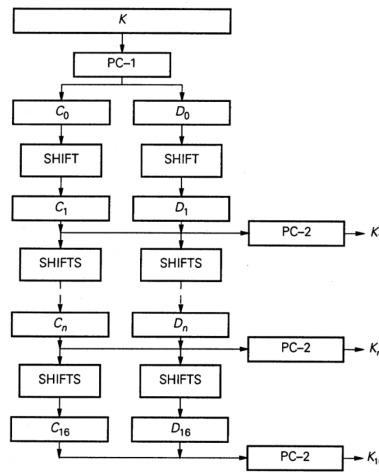 K
PC–1
C₀ D₀
SHIFT SHIFT
C₁ D₁
PC–2 K
SHIFTS SHIFTS
Cₙ Dₙ
PC–2 K
SHIFTS SHIFTS
C₁₆ D₁₆
PC–2 K₁